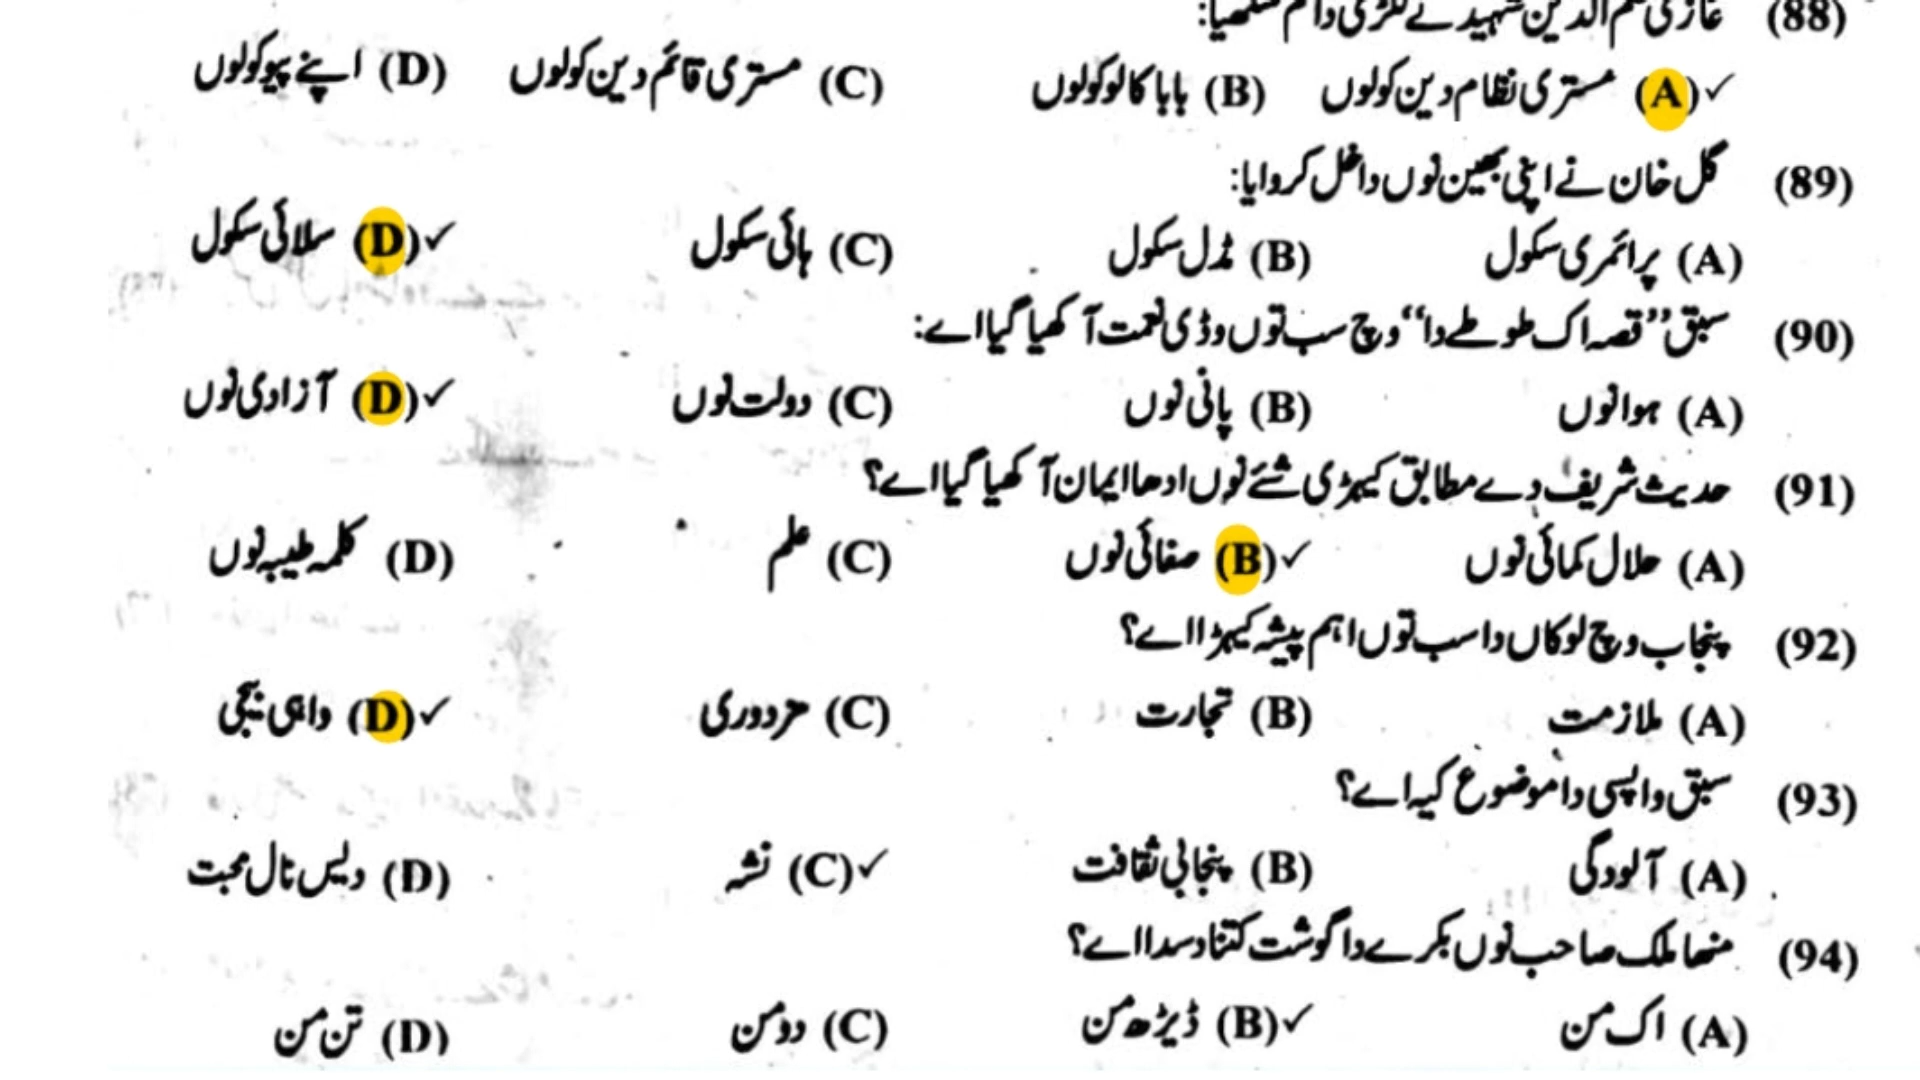 (88) غازی علم الدین شہید نے لکڑی دا کم سکھیا:
✓(A) مستری نظام دین کولوں (B) بابا کالو کولوں (C) مستری قائم دین کولوں (D) اپنے پیو کولوں
(89) گل خان نے اپنی بھین نوں داخل کروایا:
(A) پرائمری سکول (B) مڈل سکول (C) ہائی سکول ✓(D) سلائی سکول
(90) سبق ’’قصہ اک طوطے دا‘‘ وچ سب توں وڈی نعمت آکھیا گیا اے:
(A) ہوا نوں (B) پانی نوں (C) دولت نوں ✓(D) آزادی نوں
(91) حدیث شریف دے مطابق کیہڑی شئے نوں ادھا ایمان آکھیا گیا اے؟
(A) حلال کمائی نوں ✓(B) صفائی نوں (C) علم (D) کلمہ طیبہ نوں
(92) پنجاب وچ لوکاں دا سب توں اہم پیشہ کیہڑا اے؟
(A) ملازمت (B) تجارت (C) مزدوری ✓(D) واہی بیجی
(93) سبق واپسی دا موضوع کیہ اے؟
(A) آلودگی (B) پنجابی ثقافت ✓(C) نشہ (D) دیس نال محبت
(94) منھا ملک صاحب نوں بکرے دا گوشت کتنا دسدا اے؟
(A) اک من ✓(B) ڈیڑھ من (C) دو من (D) تن من